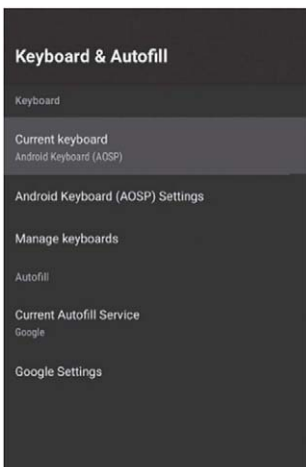 Keyboard & Autofill
Keyboard
Current keyboard
Android Keyboard (AOSP)
Android Keyboard (AOSP) Settings
Manage keyboards
Autofill
Current Autofill Service
Google
Google Settings